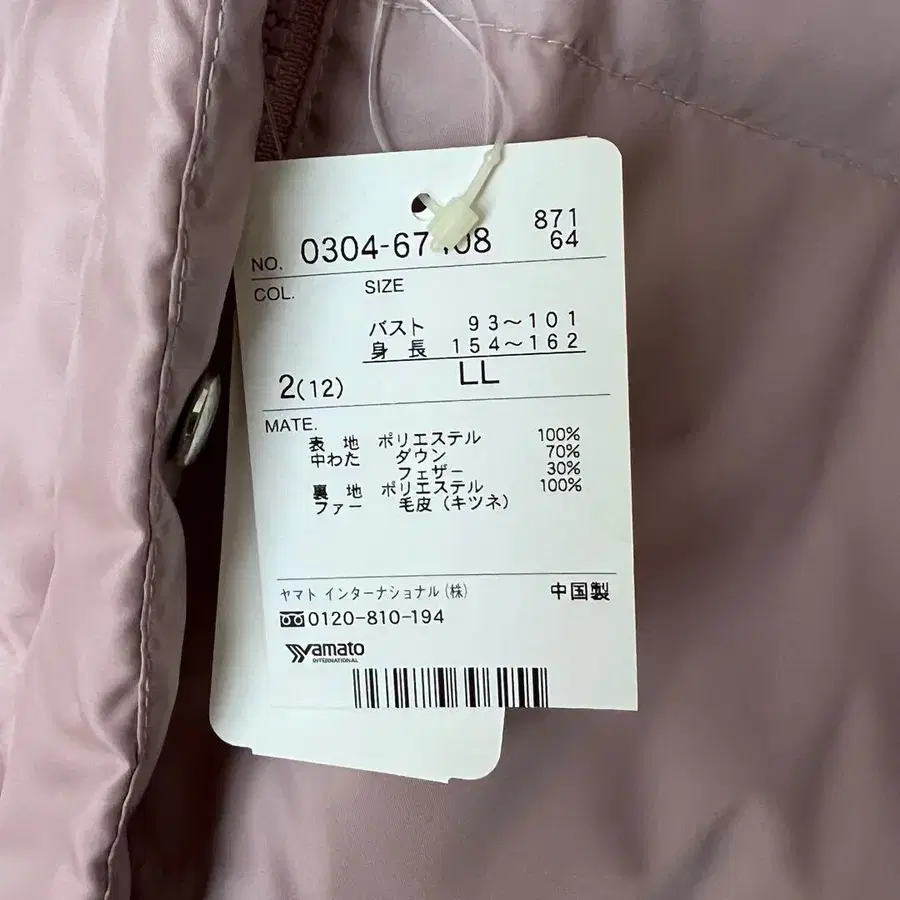 871
NO. 0304-67 08 64
COL. SIZE
バスト 93～101
身長 154～162
2(12) LL
MATE.
表地 ポリエステル 100%
中わた ダウン 70%
フェザー 30%
裏地 ポリエステル 100%
ファー 毛皮(キツネ)
ヤマト インターナショナル(株) 中国製
0120-810-194
Yamato
INTERNATIONAL